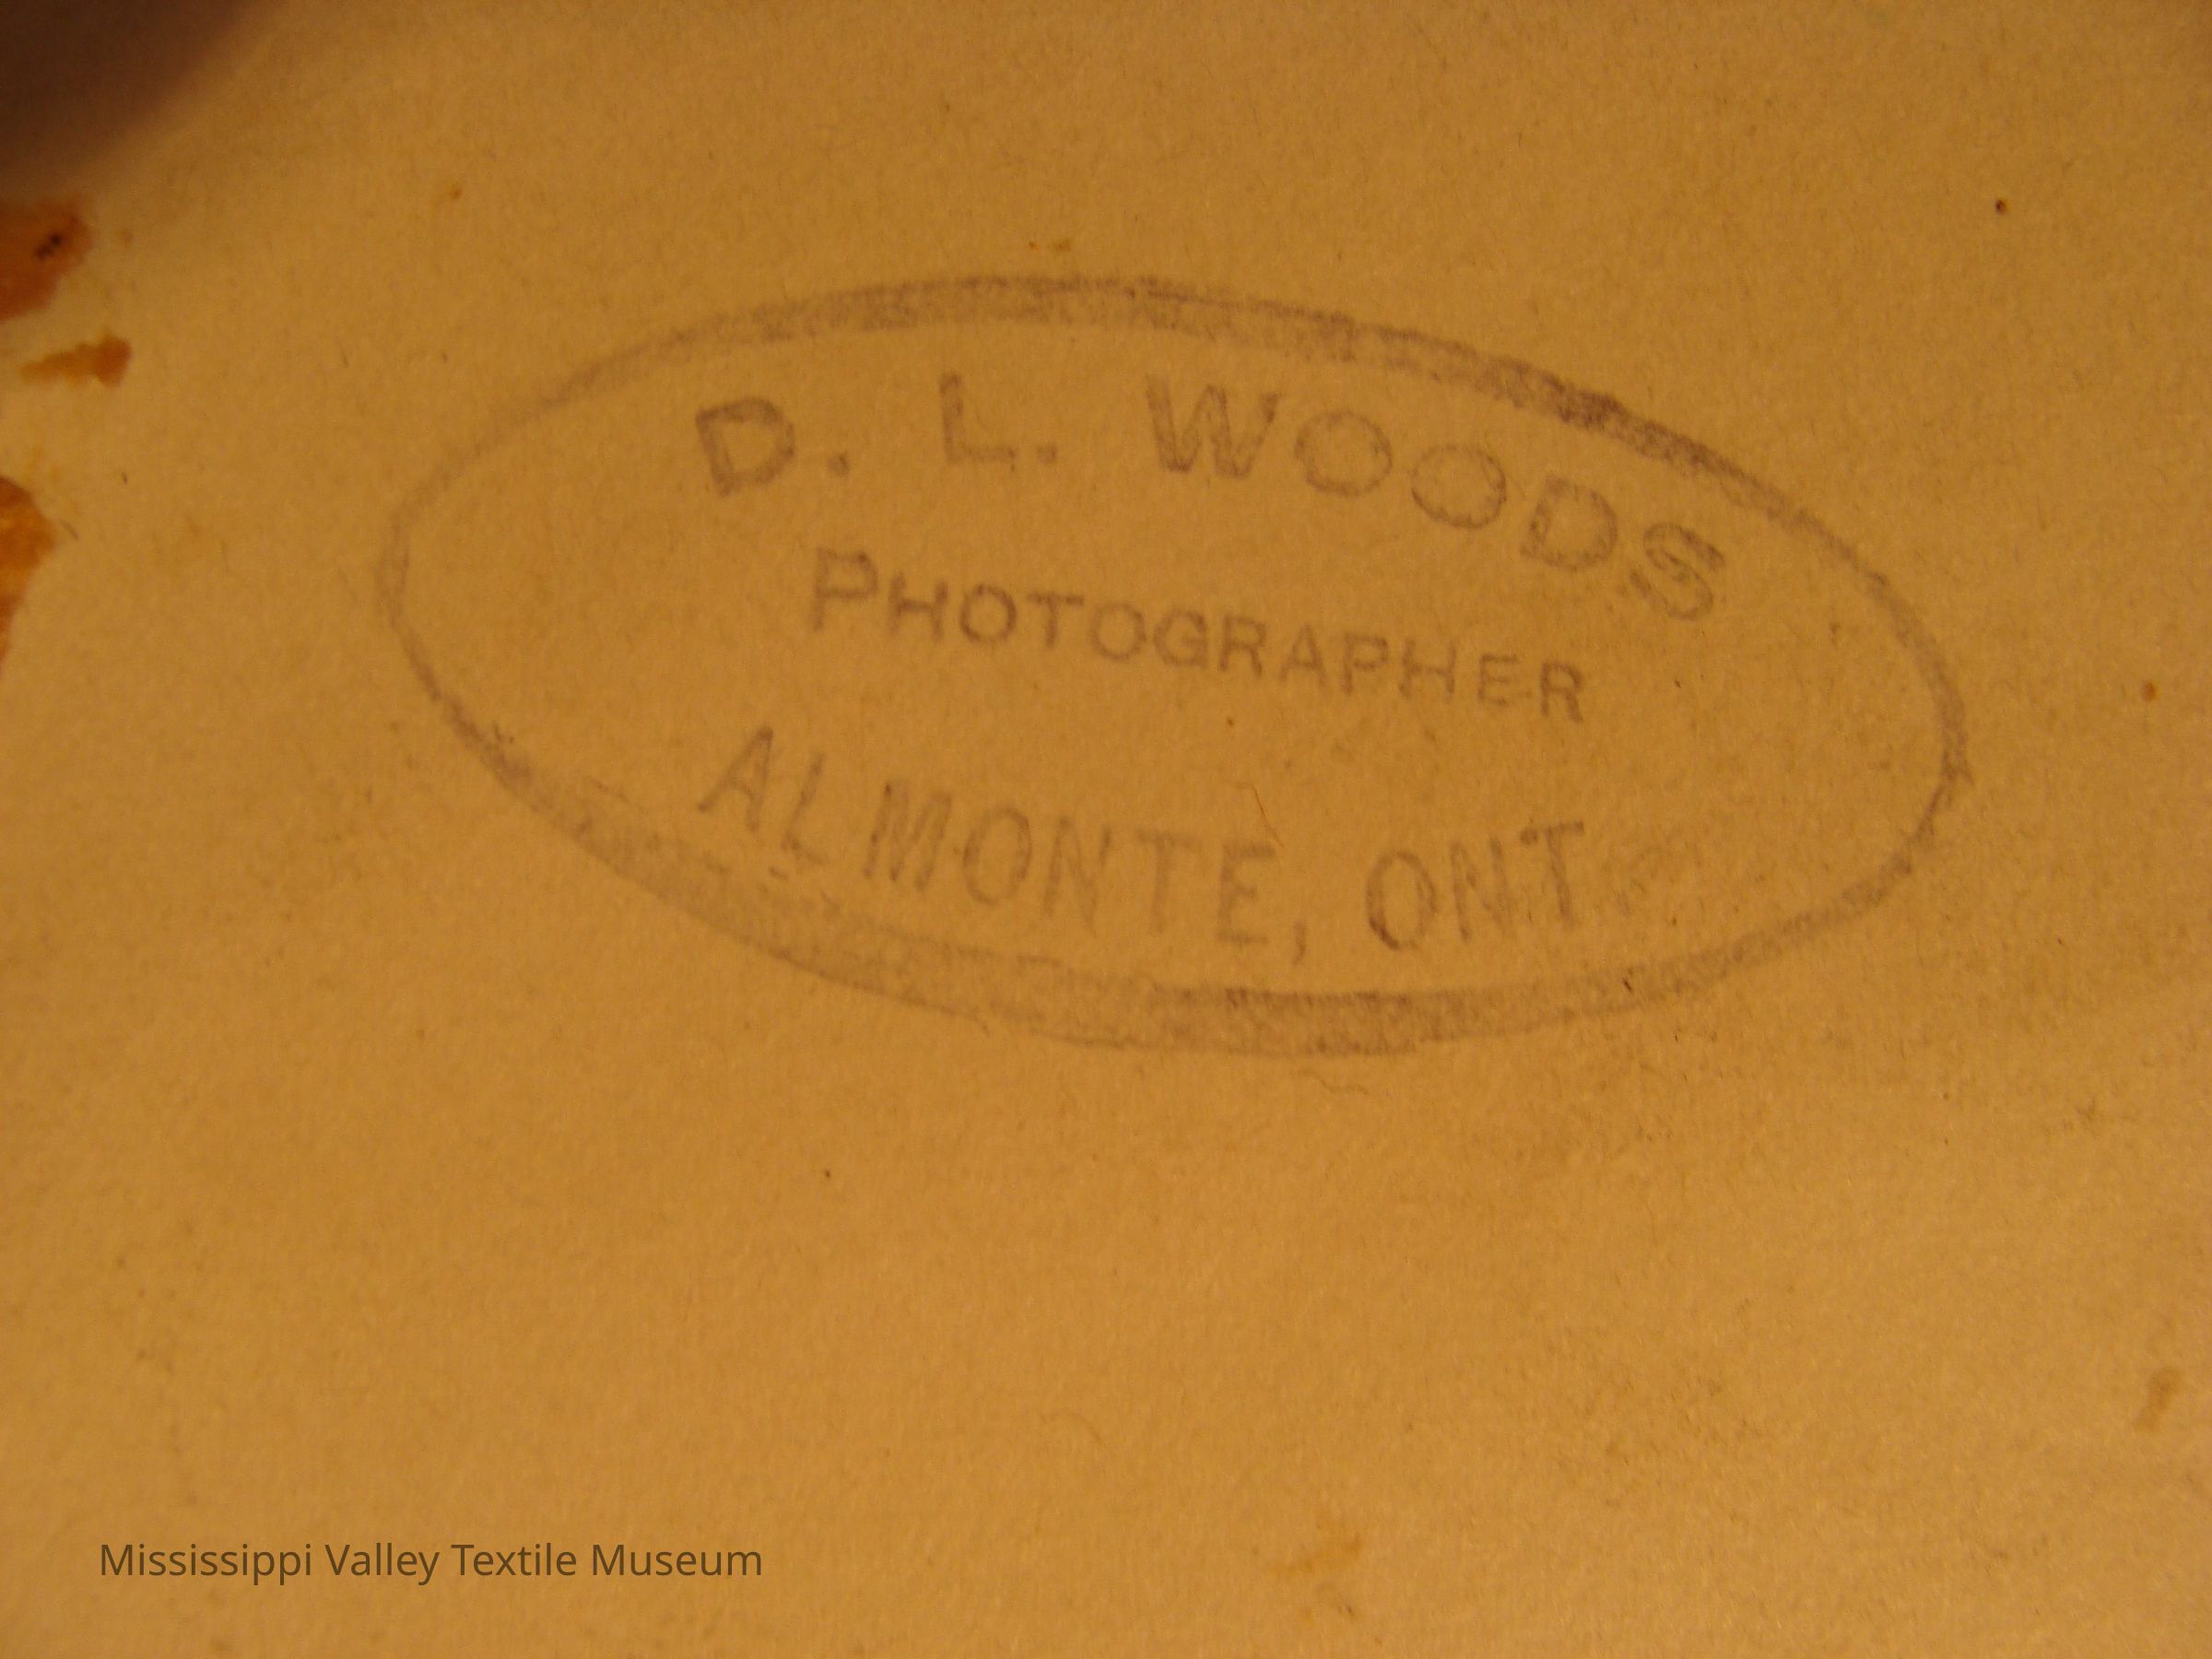 D. L. WOODS
PHOTOGRAPHER
ALMONTE, ONT.
Mississippi Valley Textile Museum